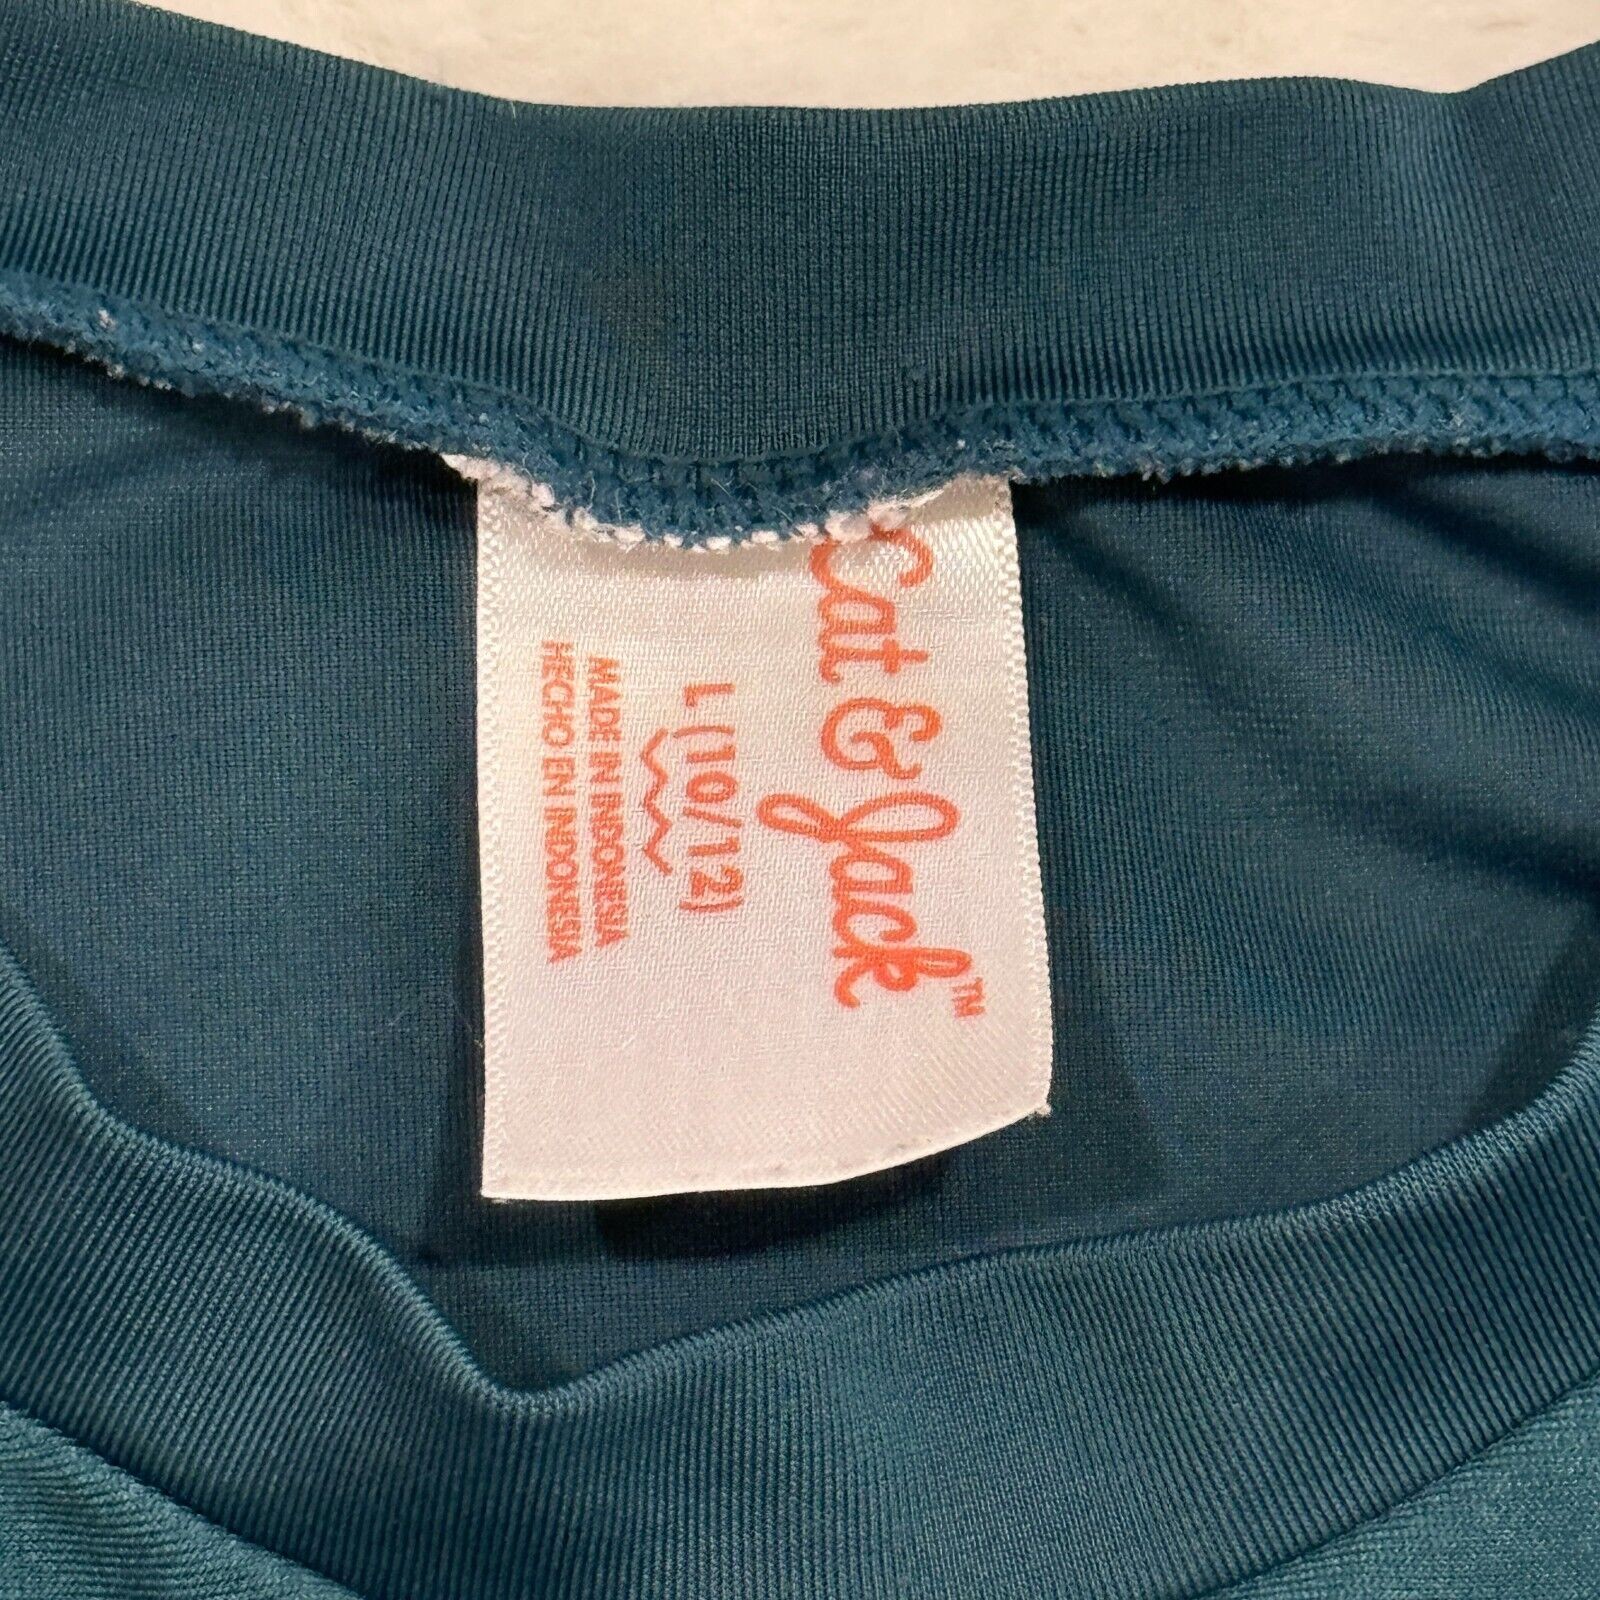 Cat & Jack™
L (10/12)
MADE IN INDONESIA
HECHO EN INDONESIA